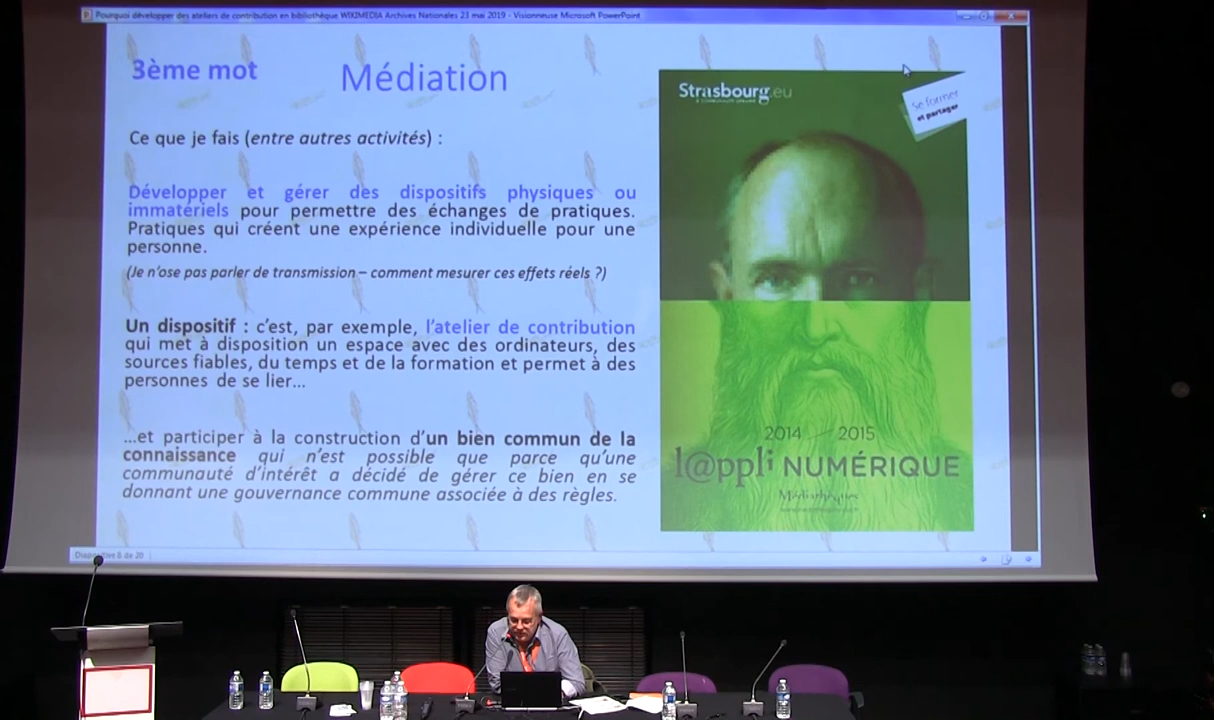 Pourquoi développer des ateliers de contribution en bibliothèque WIKIMEDIA Archives Nationales 23 mai 2019 - Visionneuse Microsoft PowerPoint
3ème mot
Médiation
Ce que je fais (entre autres activités) :
Développer et gérer des dispositifs physiques ou
immatériels pour permettre des échanges de pratiques.
Pratiques qui créent une expérience individuelle pour une
personne.
(Je n'ose pas parler de transmission – comment mesurer ces effets réels ?)
Un dispositif : c'est, par exemple, l'atelier de contribution
qui met à disposition un espace avec des ordinateurs, des
sources fiables, du temps et de la formation et permet à des
personnes de se lier...
...et participer à la construction d'un bien commun de la
connaissance qui n'est possible que parce qu'une
communauté d'intérêt a décidé de gérer ce bien en se
donnant une gouvernance commune associée à des règles.
Strasbourg.eu
Se former
et partager
2014 2015
l@ppli NUMÉRIQUE
Médiathèques
8 de 20